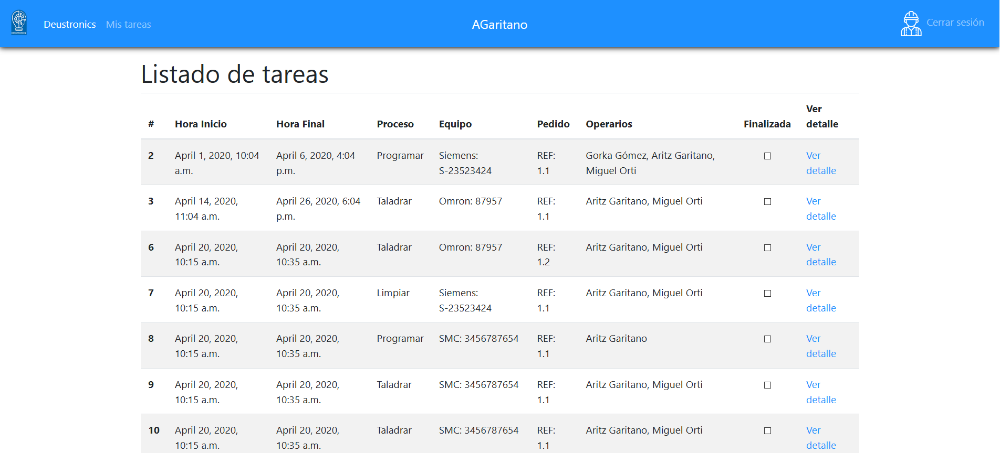 Deustronics Mis tareas AGaritano Cerrar sesión
Listado de tareas
# Hora Inicio Hora Final Proceso Equipo Pedido Operarios Finalizada Ver detalle
2 April 1, 2020, 10:04 a.m. April 6, 2020, 4:04 p.m. Programar Siemens: S-23523424 REF: 1.1 Gorka Gómez, Aritz Garitano, Miguel Orti Ver detalle
3 April 14, 2020, 11:04 a.m. April 26, 2020, 6:04 p.m. Taladrar Omron: 87957 REF: 1.1 Aritz Garitano, Miguel Orti Ver detalle
6 April 20, 2020, 10:15 a.m. April 20, 2020, 10:35 a.m. Taladrar Omron: 87957 REF: 1.2 Aritz Garitano, Miguel Orti Ver detalle
7 April 20, 2020, 10:15 a.m. April 20, 2020, 10:35 a.m. Limpiar Siemens: S-23523424 REF: 1.1 Aritz Garitano, Miguel Orti Ver detalle
8 April 20, 2020, 10:15 a.m. April 20, 2020, 10:35 a.m. Programar SMC: 3456787654 REF: 1.1 Aritz Garitano Ver detalle
9 April 20, 2020, 10:15 a.m. April 20, 2020, 10:35 a.m. Taladrar SMC: 3456787654 REF: 1.1 Aritz Garitano, Miguel Orti Ver detalle
10 April 20, 2020, 10:15 a.m. April 20, 2020, 10:35 a.m. Taladrar SMC: 3456787654 REF: 1.1 Aritz Garitano, Miguel Orti Ver detalle